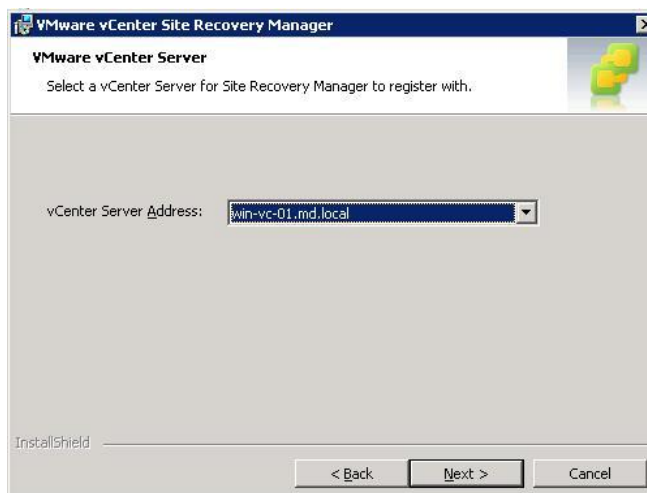 VMware vCenter Site Recovery Manager
VMware vCenter Server
Select a vCenter Server for Site Recovery Manager to register with.
vCenter Server Address:
win-vc-01.md.local
InstallShield
< Back
Next >
Cancel